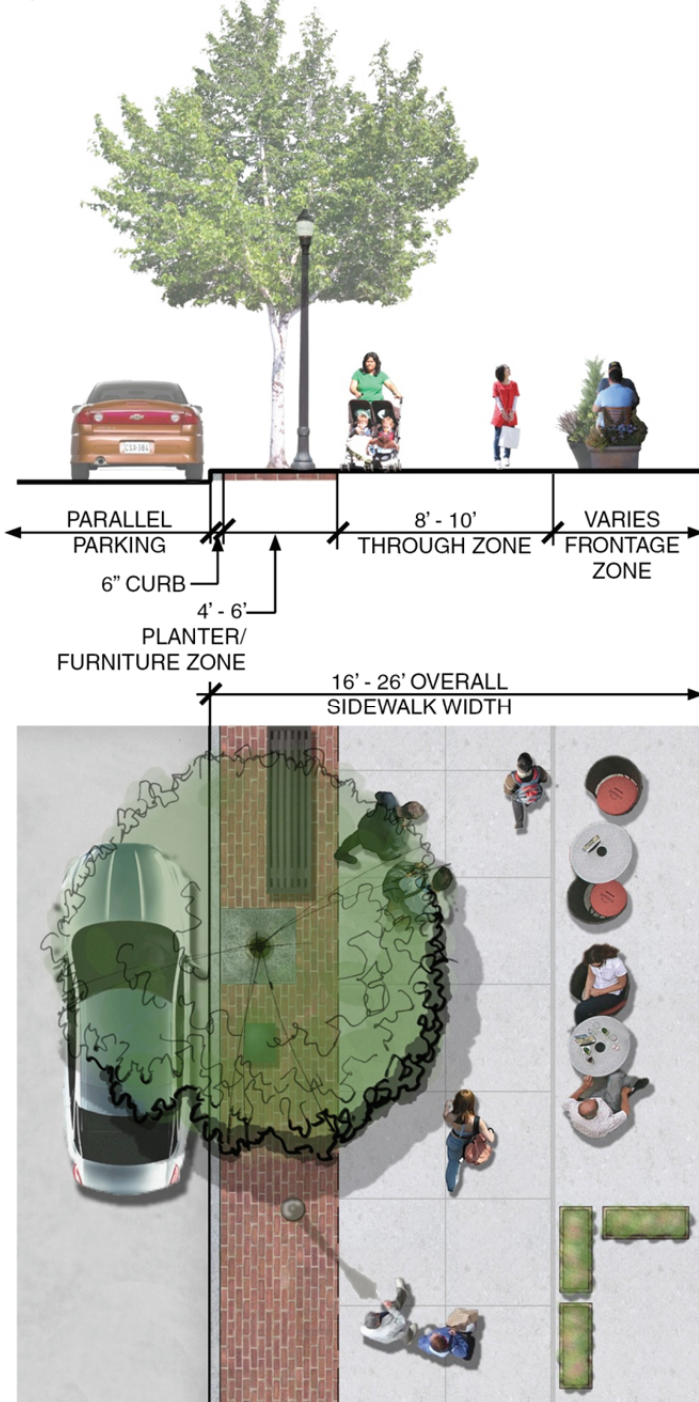 PARALLEL
PARKING
8' - 10'
THROUGH ZONE
VARIES
FRONTAGE
ZONE
6” CURB
4' - 6'
PLANTER/
FURNITURE ZONE
16' - 26' OVERALL
SIDEWALK WIDTH